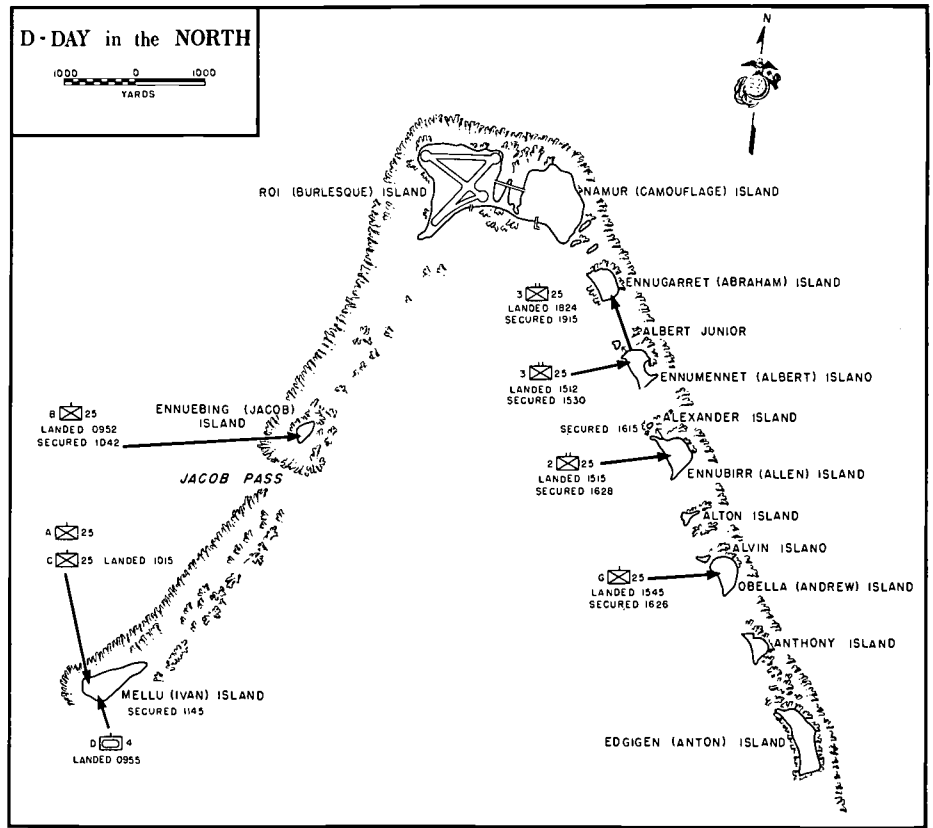 D-DAY in the NORTH
1000 0 1000
YARDS
N
ROI (BURLESQUE) ISLAND
NAMUR (CAMOUFLAGE) ISLAND
ENNUGARRET (ABRAHAM) ISLAND
3 25
LANDED 1824
SECURED 1915
ALBERT JUNIOR
ENNUMENNET (ALBERT) ISLANO
3 25
LANDED 1512
SECURED 1530
B 25
LANDED 0952
SECURED 1042
ENNUEBING (JACOB)
ISLAND
ALEXANDER ISLAND
SECURED 1615
2 25
LANDED 1515
SECURED 1628
ENNUBIRR (ALLEN) ISLAND
JACOB PASS
ALTON ISLAND
A 25
C 25 LANDED 1015
ALVIN ISLANO
G 25
LANDED 1545
SECURED 1626
OBELLA (ANDREW) ISLAND
ANTHONY ISLAND
MELLU (IVAN) ISLAND
SECURED 1145
D 4
LANDED 0955
EDGIGEN (ANTON) ISLAND